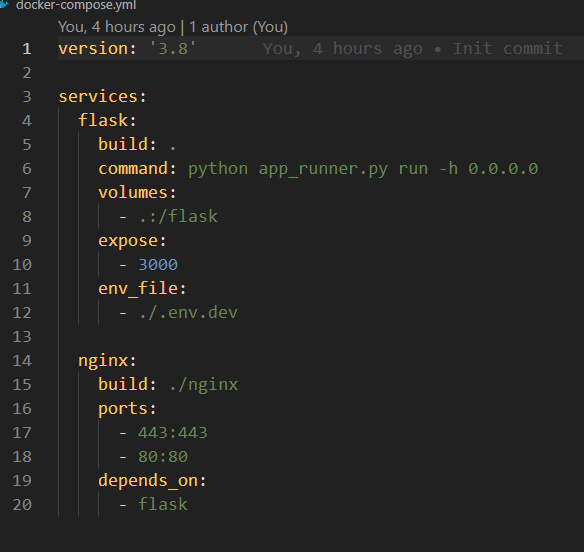 docker-compose.yml
You, 4 hours ago | 1 author (You)
1 version: '3.8' You, 4 hours ago • Init commit
2
3 services:
4 flask:
5 build: .
6 command: python app_runner.py run -h 0.0.0.0
7 volumes:
8 - .:/flask
9 expose:
10 - 3000
11 env_file:
12 - ./.env.dev
13
14 nginx:
15 build: ./nginx
16 ports:
17 - 443:443
18 - 80:80
19 depends_on:
20 - flask